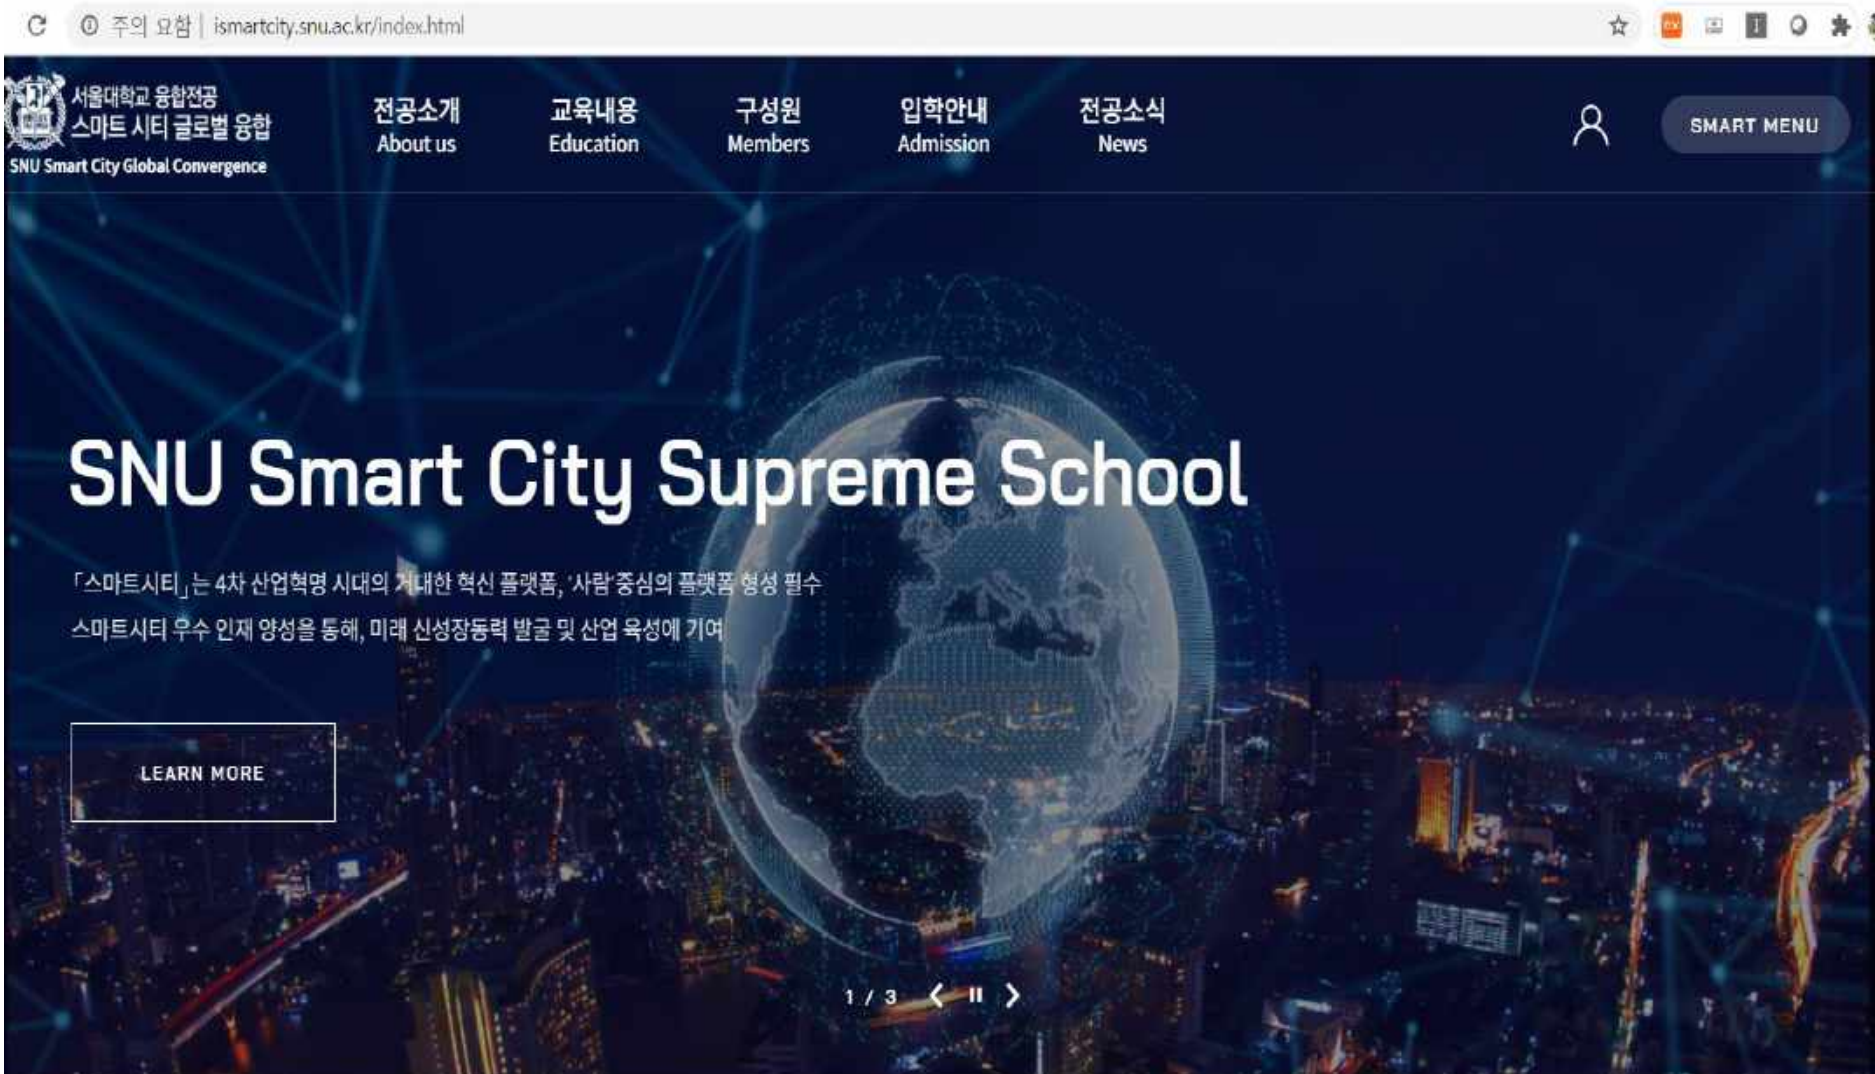 주의 요함 | ismartcity.snu.ac.kr/index.html
서울대학교 융합전공
스마트 시티 글로벌 융합
SNU Smart City Global Convergence
전공소개
About us
교육내용
Education
구성원
Members
입학안내
Admission
전공소식
News
SMART MENU
SNU Smart City Supreme School
「스마트시티」는 4차 산업혁명 시대의 거대한 혁신 플랫폼, '사람'중심의 플랫폼 형성 필수
스마트시티 우수 인재 양성을 통해, 미래 신성장동력 발굴 및 산업 육성에 기여
LEARN MORE
1 / 3